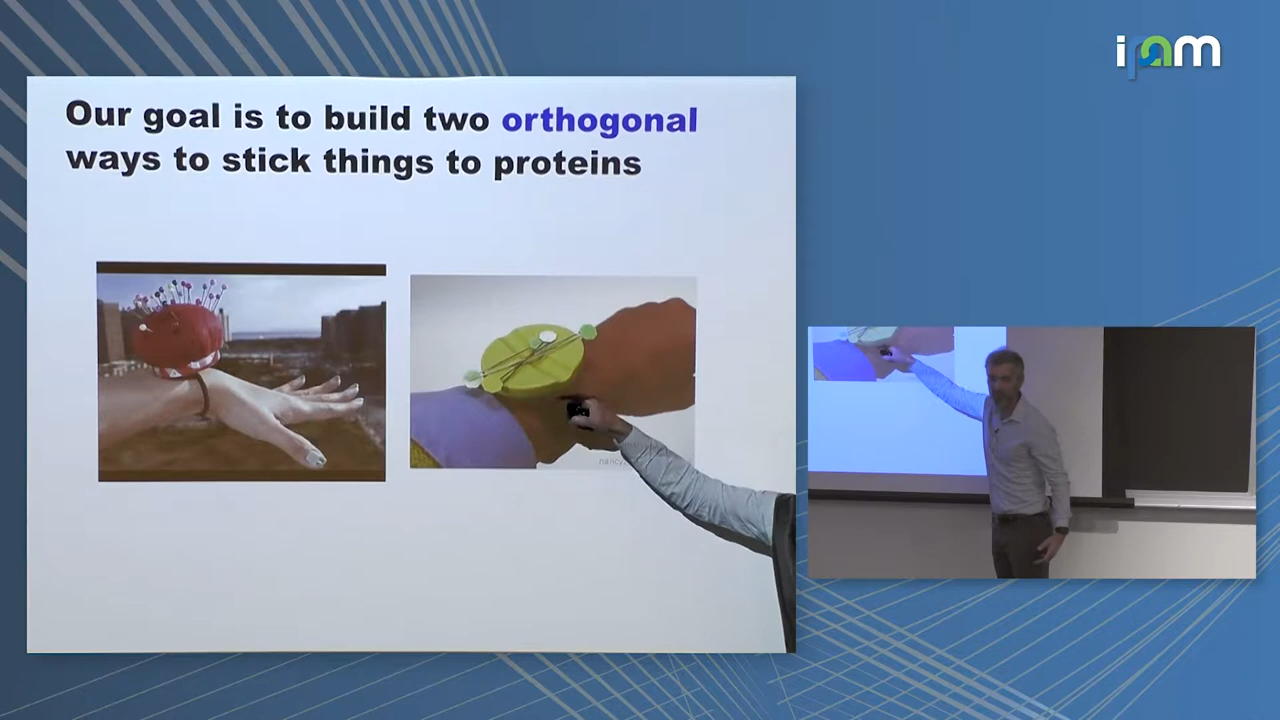 ipam
Our goal is to build two orthogonal
ways to stick things to proteins